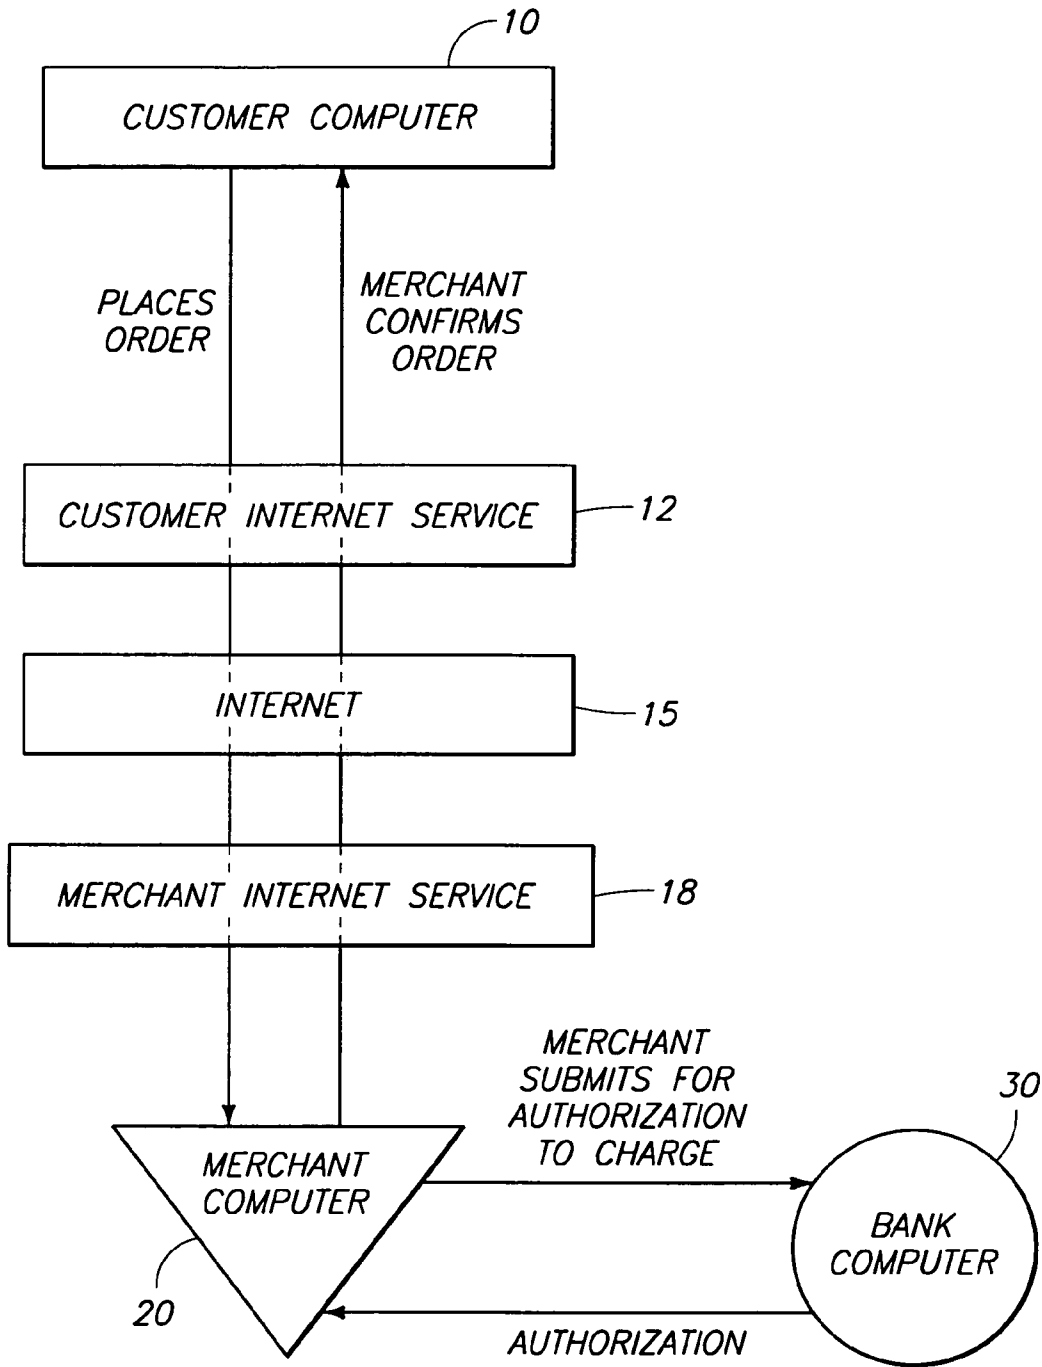 10
CUSTOMER COMPUTER
PLACES
ORDER
MERCHANT
CONFIRMS
ORDER
CUSTOMER INTERNET SERVICE
12
INTERNET
15
MERCHANT INTERNET SERVICE
18
MERCHANT
SUBMITS FOR
AUTHORIZATION
TO CHARGE
30
MERCHANT
COMPUTER
BANK
COMPUTER
20
AUTHORIZATION